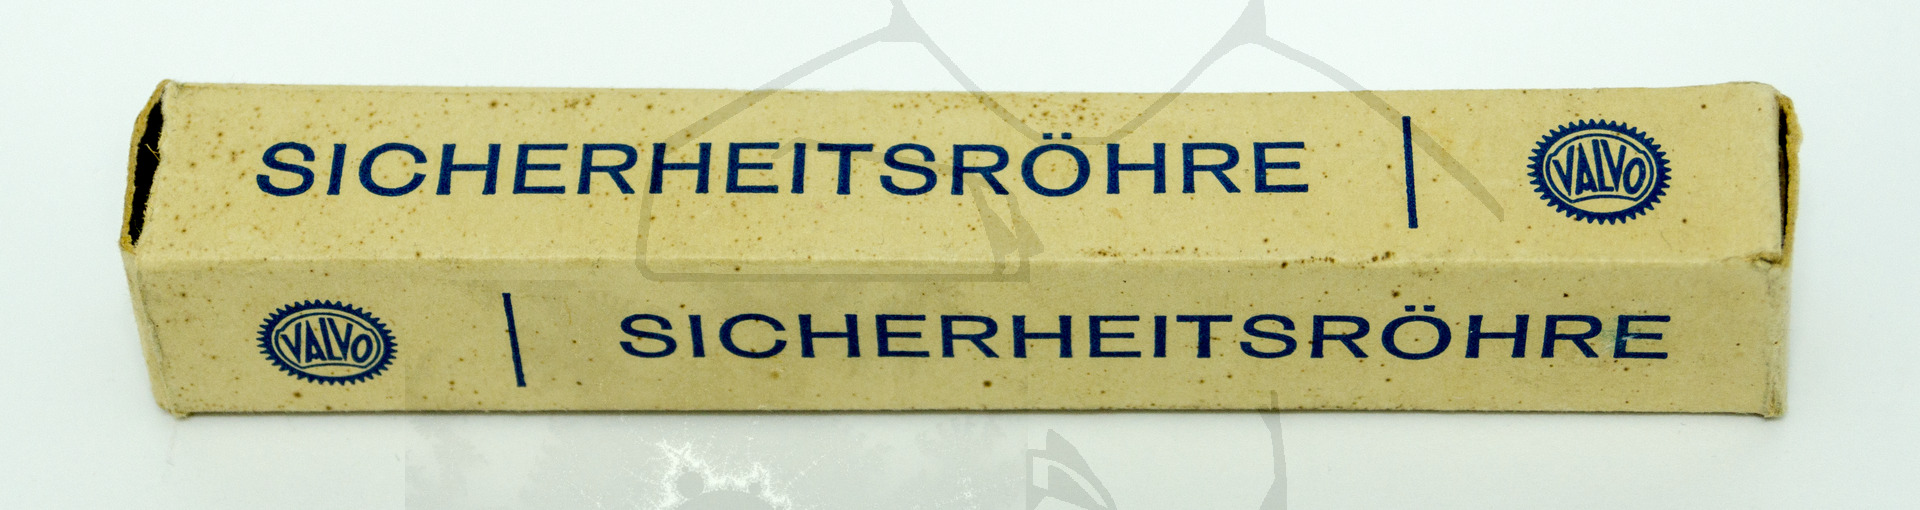 SICHERHEITSRÖHRE | VALVO
VALVO | SICHERHEITSRÖHRE